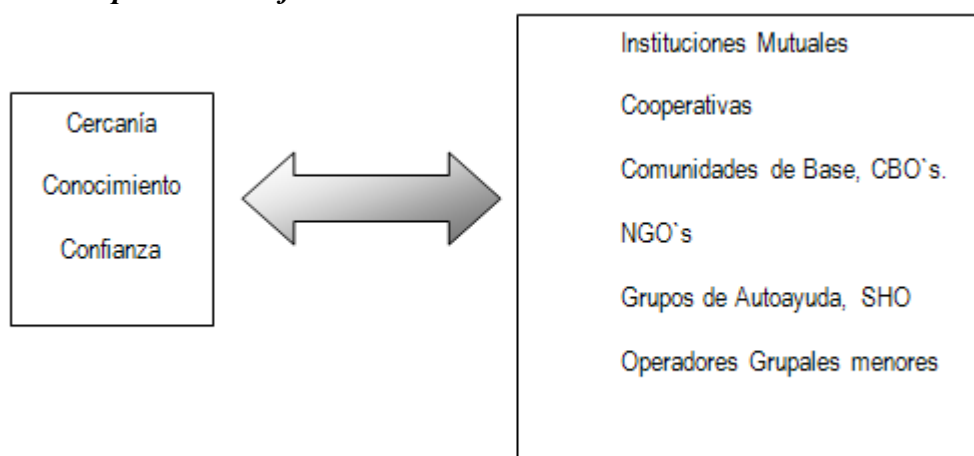 Cercanía
Conocimiento
Confianza
Instituciones Mutuales
Cooperativas
Comunidades de Base, CBO`s.
NGO`s
Grupos de Autoayuda, SHO
Operadores Grupales menores